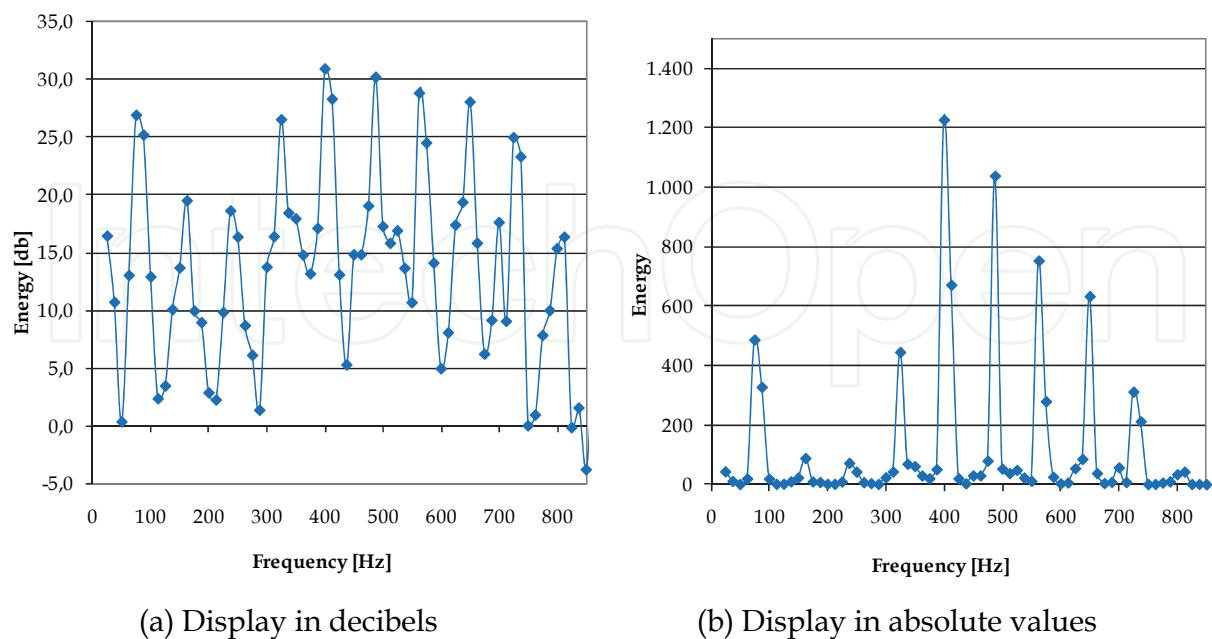 35,0
30,0
25,0
20,0
15,0
10,0
5,0
0,0
-5,0
Energy [db]
0 100 200 300 400 500 600 700 800
Frequency [Hz]
(a) Display in decibels
1.400
1.200
1.000
800
600
400
200
0
Energy
0 100 200 300 400 500 600 700 800
Frequency [Hz]
(b) Display in absolute values
IntechOpen